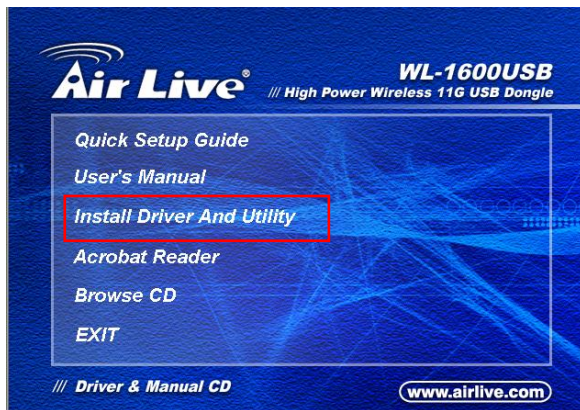 Air Live®
WL-1600USB
/// High Power Wireless 11G USB Dongle
Quick Setup Guide
User's Manual
Install Driver And Utility
Acrobat Reader
Browse CD
EXIT
/// Driver & Manual CD
www.airlive.com